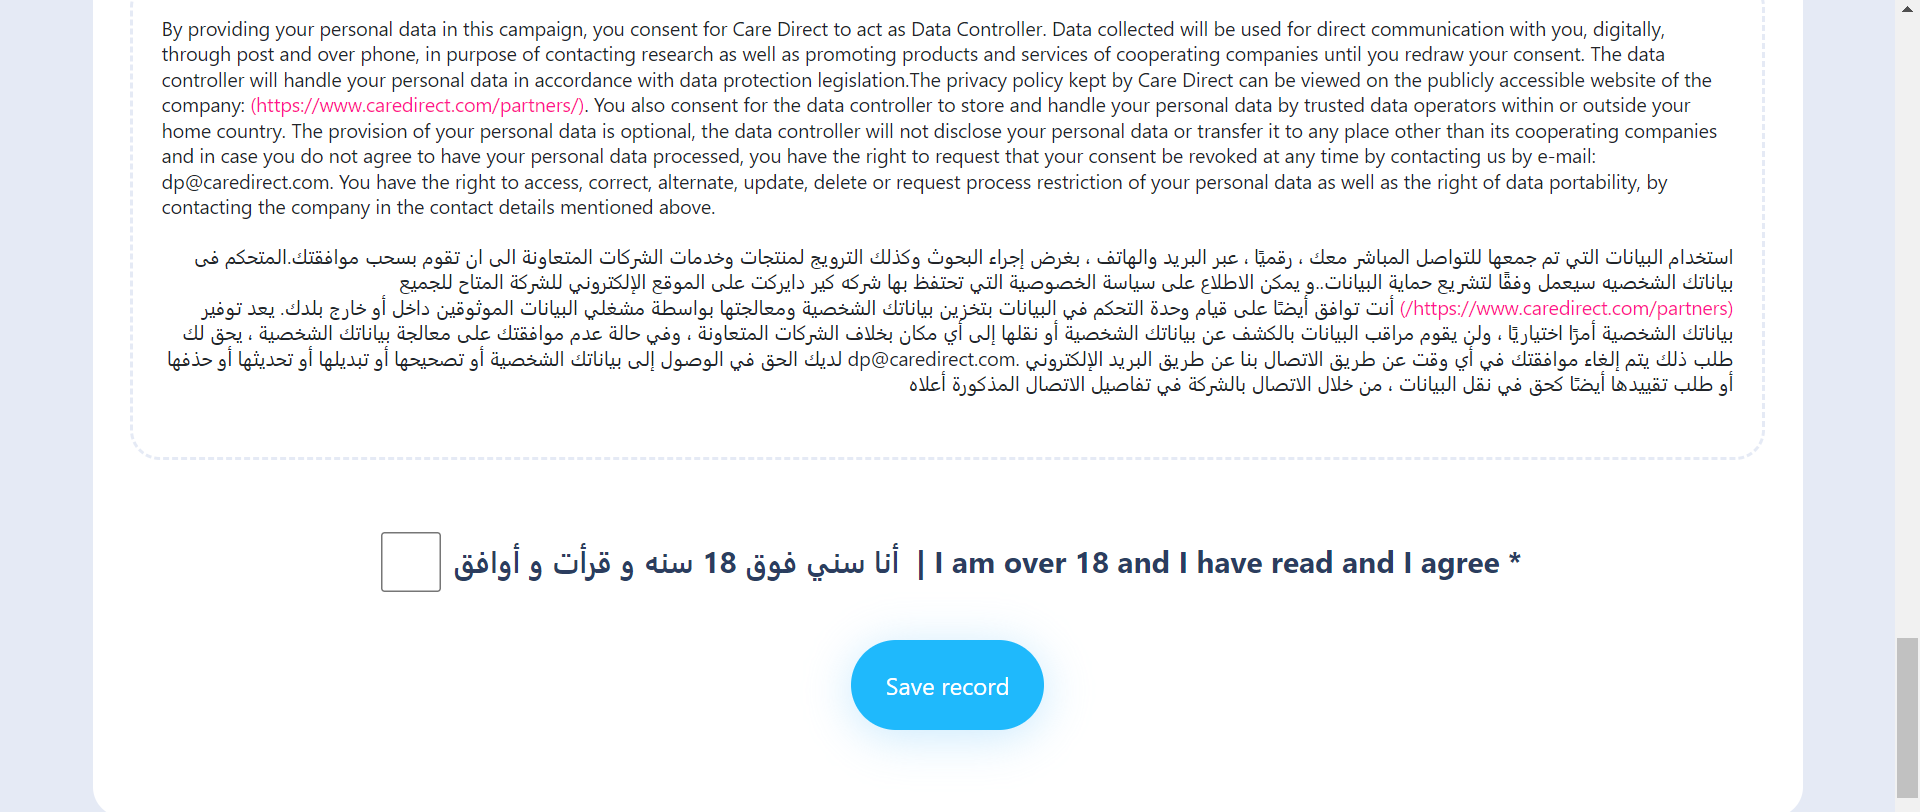 By providing your personal data in this campaign, you consent for Care Direct to act as Data Controller. Data collected will be used for direct communication with you, digitally,
through post and over phone, in purpose of contacting research as well as promoting products and services of cooperating companies until you redraw your consent. The data
controller will handle your personal data in accordance with data protection legislation.The privacy policy kept by Care Direct can be viewed on the publicly accessible website of the
company: (https://www.caredirect.com/partners/). You also consent for the data controller to store and handle your personal data by trusted data operators within or outside your
home country. The provision of your personal data is optional, the data controller will not disclose your personal data or transfer it to any place other than its cooperating companies
and in case you do not agree to have your personal data processed, you have the right to request that your consent be revoked at any time by contacting us by e-mail:
dp@caredirect.com. You have the right to access, correct, alternate, update, delete or request process restriction of your personal data as well as the right of data portability, by
contacting the company in the contact details mentioned above.
استخدام البيانات التي تم جمعها للتواصل المباشر معك ، رقميًا ، عبر البريد والهاتف ، بغرض إجراء البحوث وكذلك الترويج لمنتجات وخدمات الشركات المتعاونة الى ان تقوم بسحب موافقتك.المتحكم فى
بياناتك الشخصيه سيعمل وفقًا لتشريع حماية البيانات..و يمكن الاطلاع على سياسة الخصوصية التي تحتفظ بها شركه كير دايركت على الموقع الإلكتروني للشركة المتاح للجميع
(https://www.caredirect.com/partners/) أنت توافق أيضًا على قيام وحدة التحكم في البيانات بتخزين بياناتك الشخصية ومعالجتها بواسطة مشغلي البيانات الموثوقين داخل أو خارج بلدك. يعد توفير
بياناتك الشخصية أمرًا اختياريًا ، ولن يقوم مراقب البيانات بالكشف عن بياناتك الشخصية أو نقلها إلى أي مكان بخلاف الشركات المتعاونة ، وفي حالة عدم موافقتك على معالجة بياناتك الشخصية ، يحق لك
طلب ذلك يتم إلغاء موافقتك في أي وقت عن طريق الاتصال بنا عن طريق البريد الإلكتروني .dp@caredirect.com لديك الحق في الوصول إلى بياناتك الشخصية أو تصحيحها أو تبديلها أو تحديثها أو حذفها
أو طلب تقييدها أيضًا كحق في نقل البيانات ، من خلال الاتصال بالشركة في تفاصيل الاتصال المذكورة أعلاه
أنا سني فوق 18 سنه و قرأت و أوافق | I am over 18 and I have read and I agree *
Save record